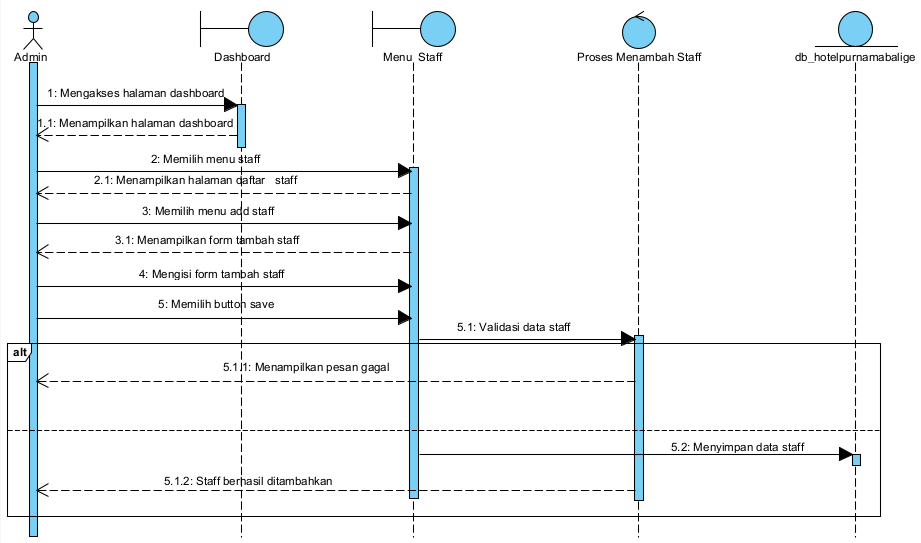 Admin
Dashboard
Menu_Staff
Proses Menambah Staff
db_hotelpurnamabalige
1: Mengakses halaman dashboard
1.1: Menampilkan halaman dashboard
2: Memilih menu staff
2.1: Menampilkan halaman daftar staff
3: Memilih menu add staff
3.1: Menampilkan form tambah staff
4: Mengisi form tambah staff
5: Memilih button save
5.1: Validasi data staff
alt
5.1.1: Menampilkan pesan gagal
5.2: Menyimpan data staff
5.1.2: Staff berhasil ditambahkan